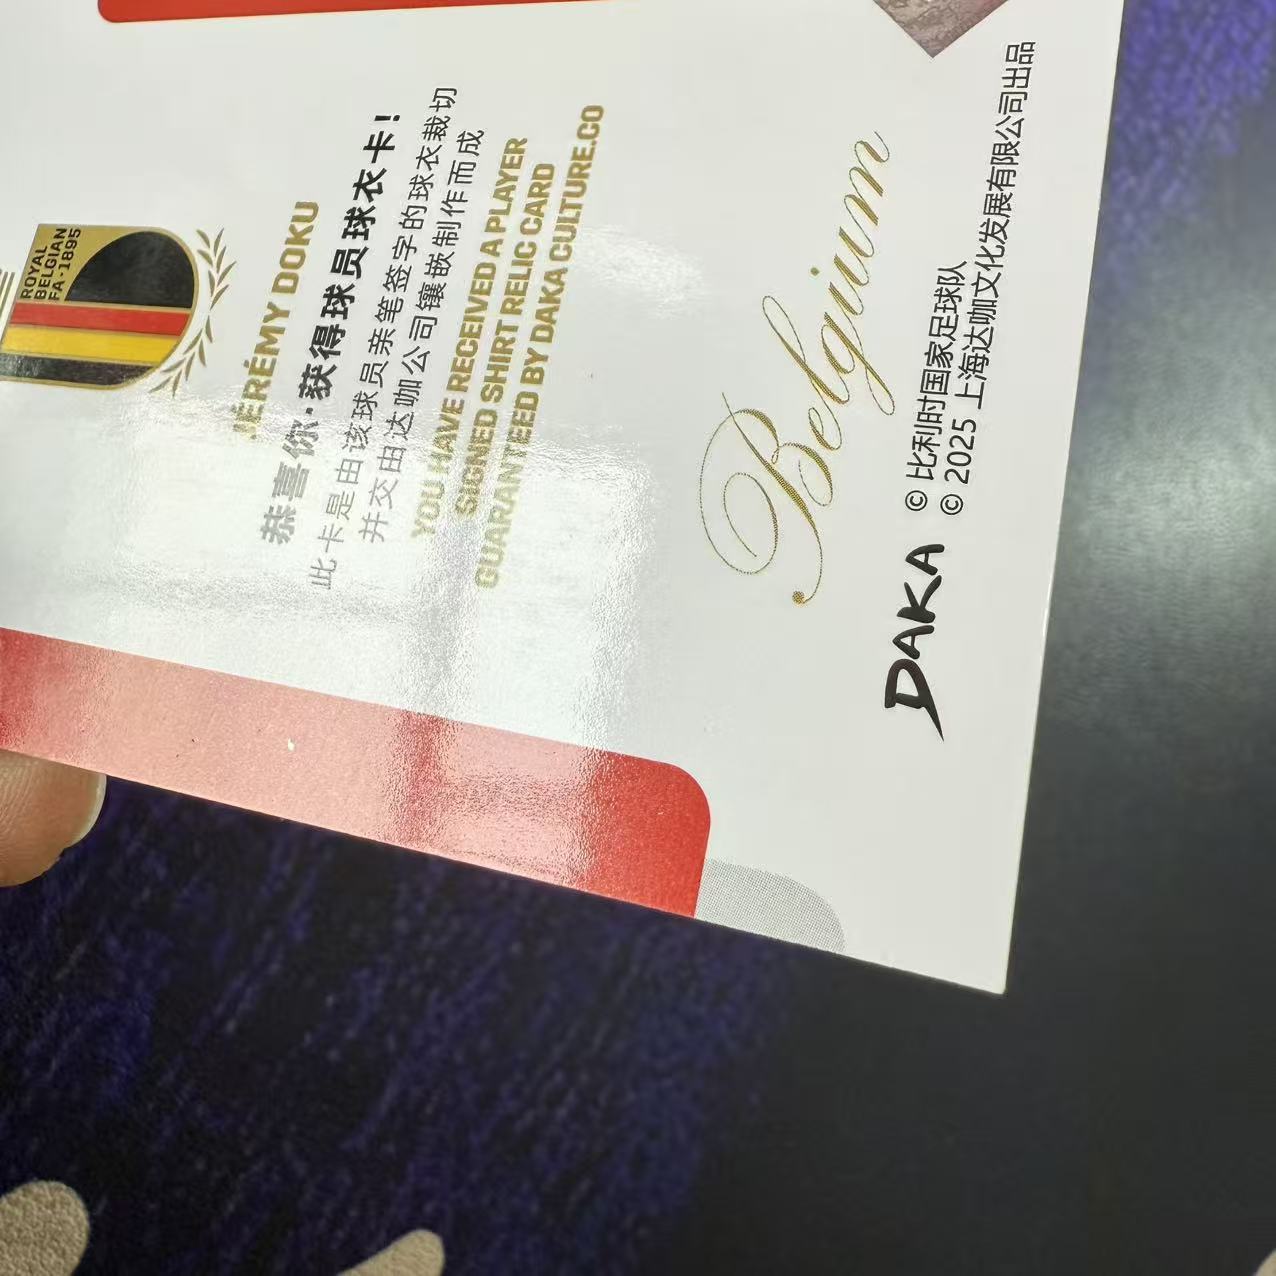 ROYAL
BELGIAN
FA·1895
JÉRÉMY DOKU
恭喜你·获得球员球衣卡!
此卡是由该球员亲笔签字的球衣裁切
并交由达咖公司镶嵌制作而成
YOU HAVE RECEIVED A PLAYER
SIGNED SHIRT RELIC CARD
GUARANTEED BY DAKA CULTURE.CO
Belgium
DAKA
© 比利时国家足球队
© 2025 上海达咖文化发展有限公司出品